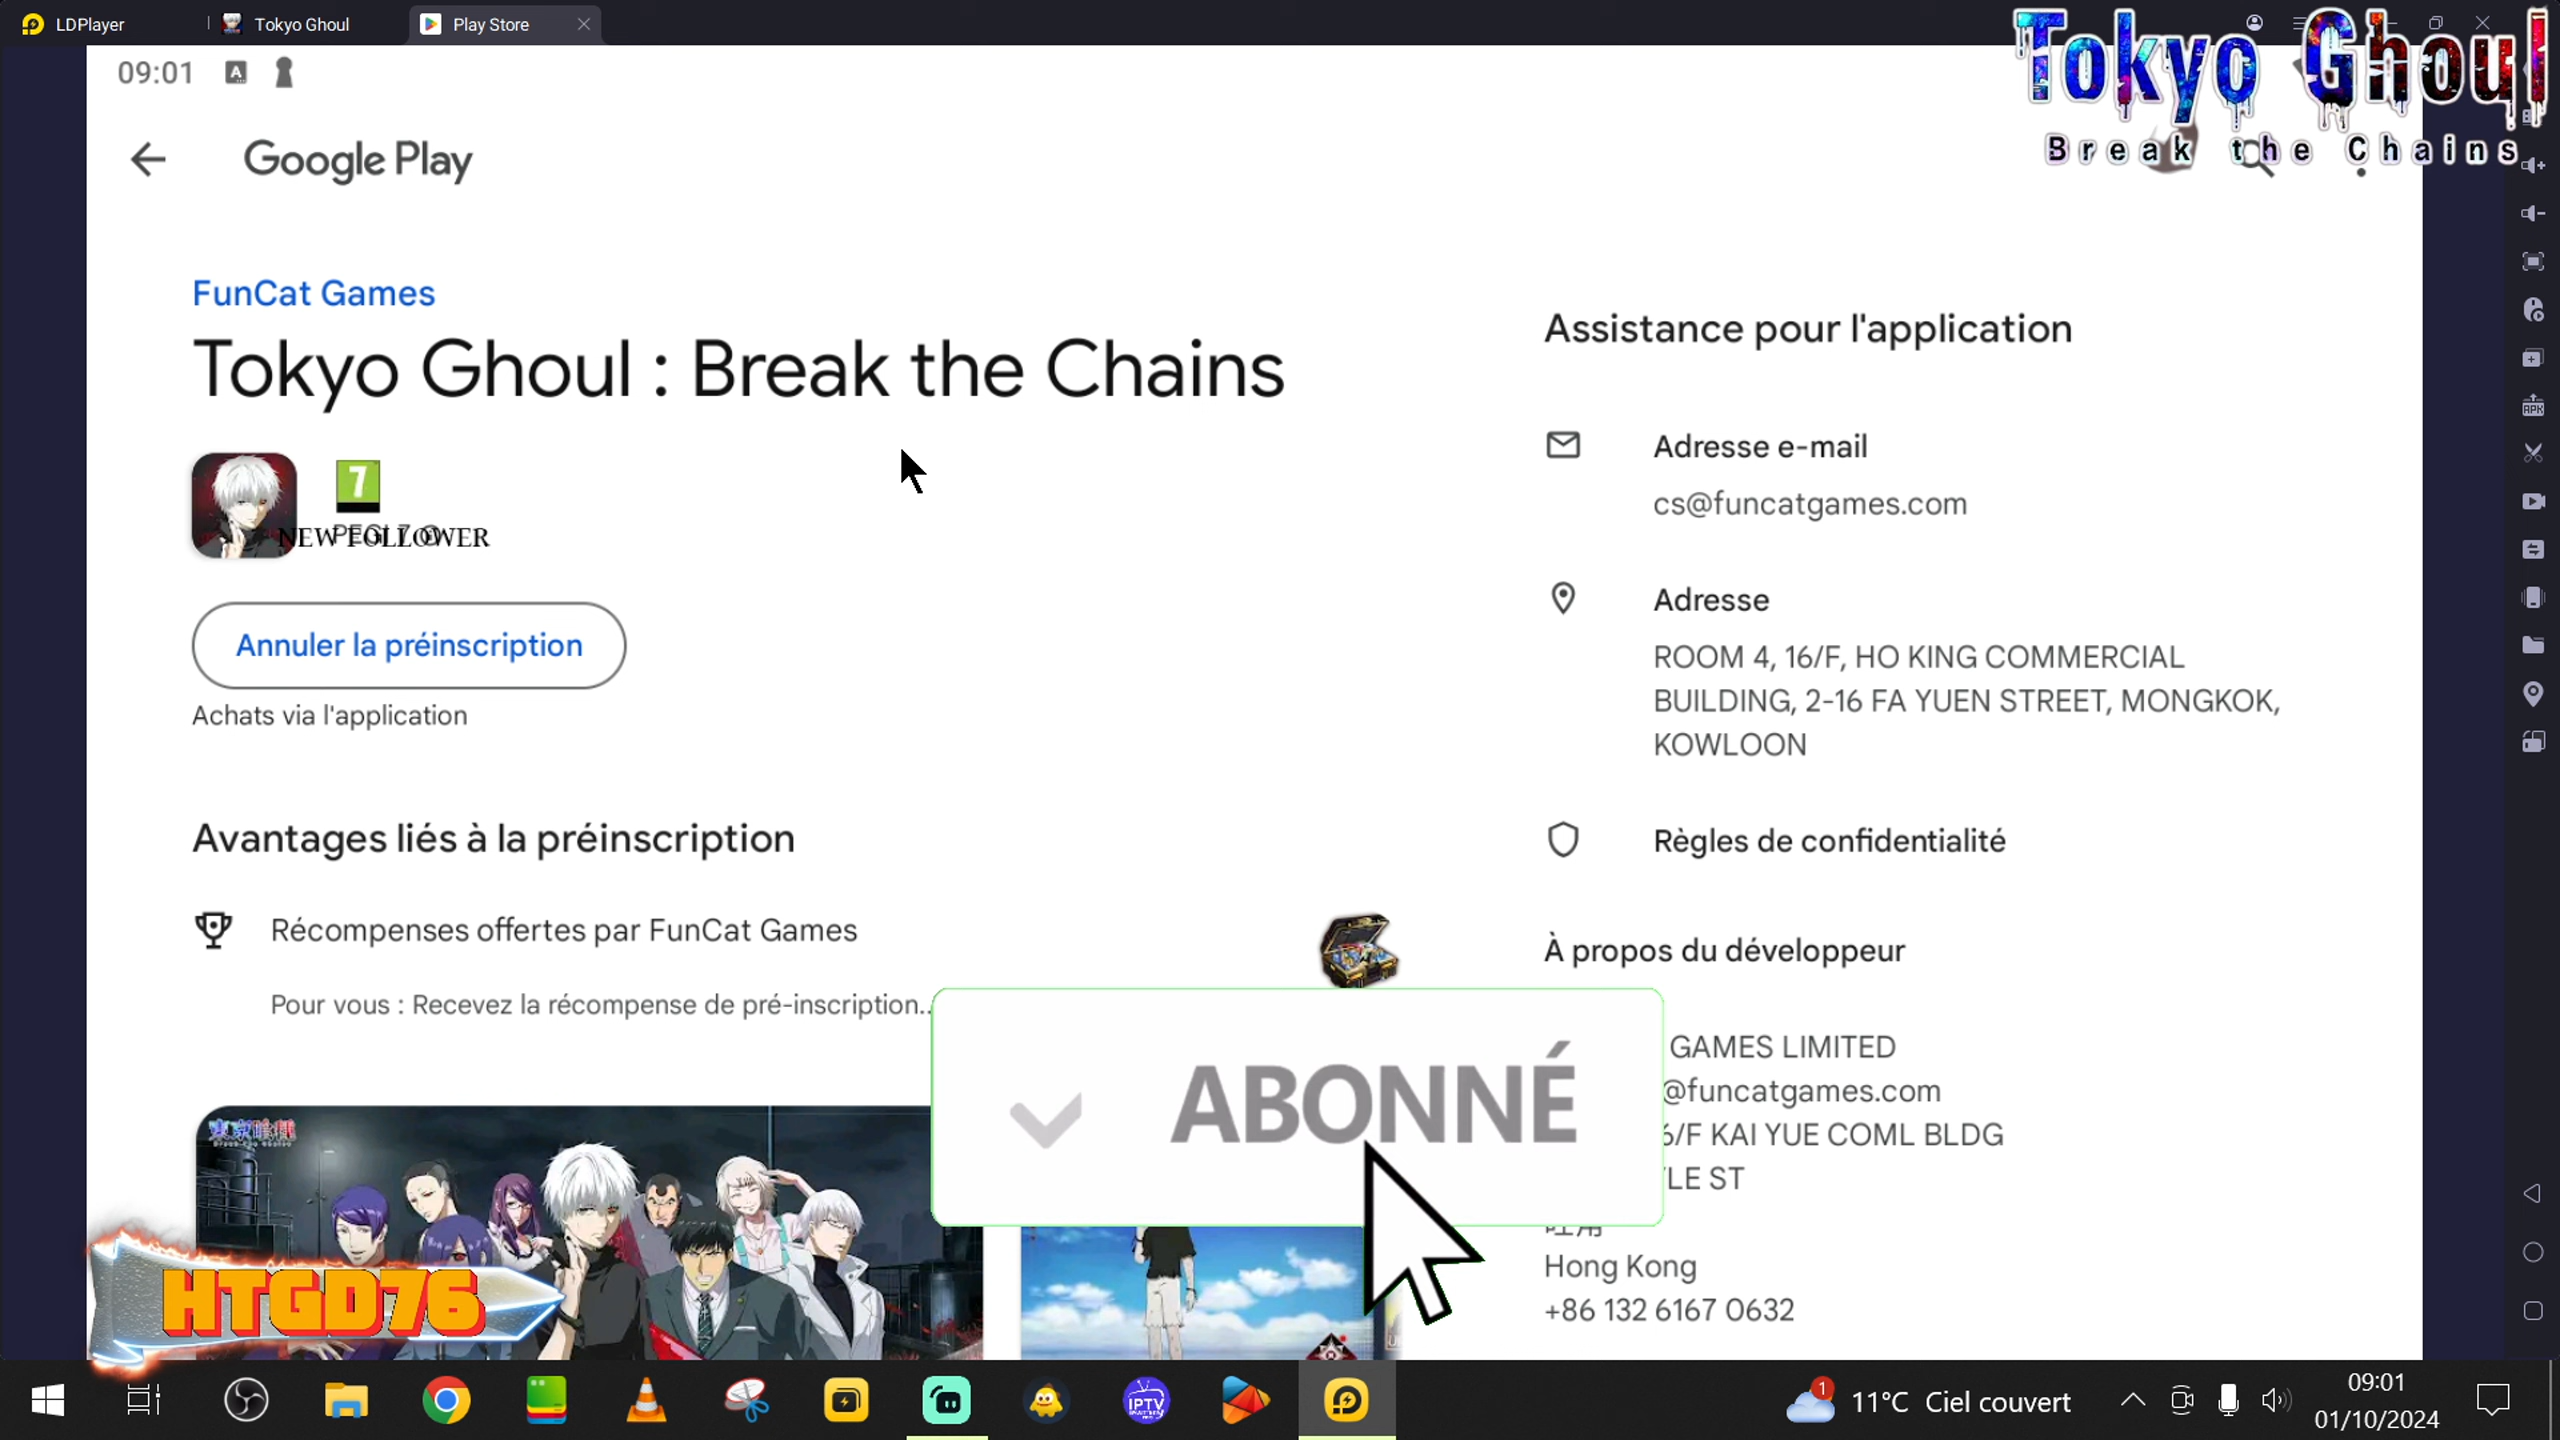 LDPlayer
Tokyo Ghoul
Play Store
Tokyo Ghoul
Break the Chains
09:01
Google Play
FunCat Games
Tokyo Ghoul : Break the Chains
7
PEGI 7
NEW FOLLOWER
Annuler la préinscription
Achats via l'application
Avantages liés à la préinscription
Récompenses offertes par FunCat Games
Pour vous : Recevez la récompense de pré-inscription..
Assistance pour l'application
Adresse e-mail
cs@funcatgames.com
Adresse
ROOM 4, 16/F, HO KING COMMERCIAL
BUILDING, 2-16 FA YUEN STREET, MONGKOK,
KOWLOON
Règles de confidentialité
À propos du développeur
GAMES LIMITED
@funcatgames.com
6/F KAI YUE COML BLDG
LE ST
Hong Kong
+86 132 6167 0632
ABONNÉ
HTGD76
IPTV
1
11°C Ciel couvert
09:01
01/10/2024